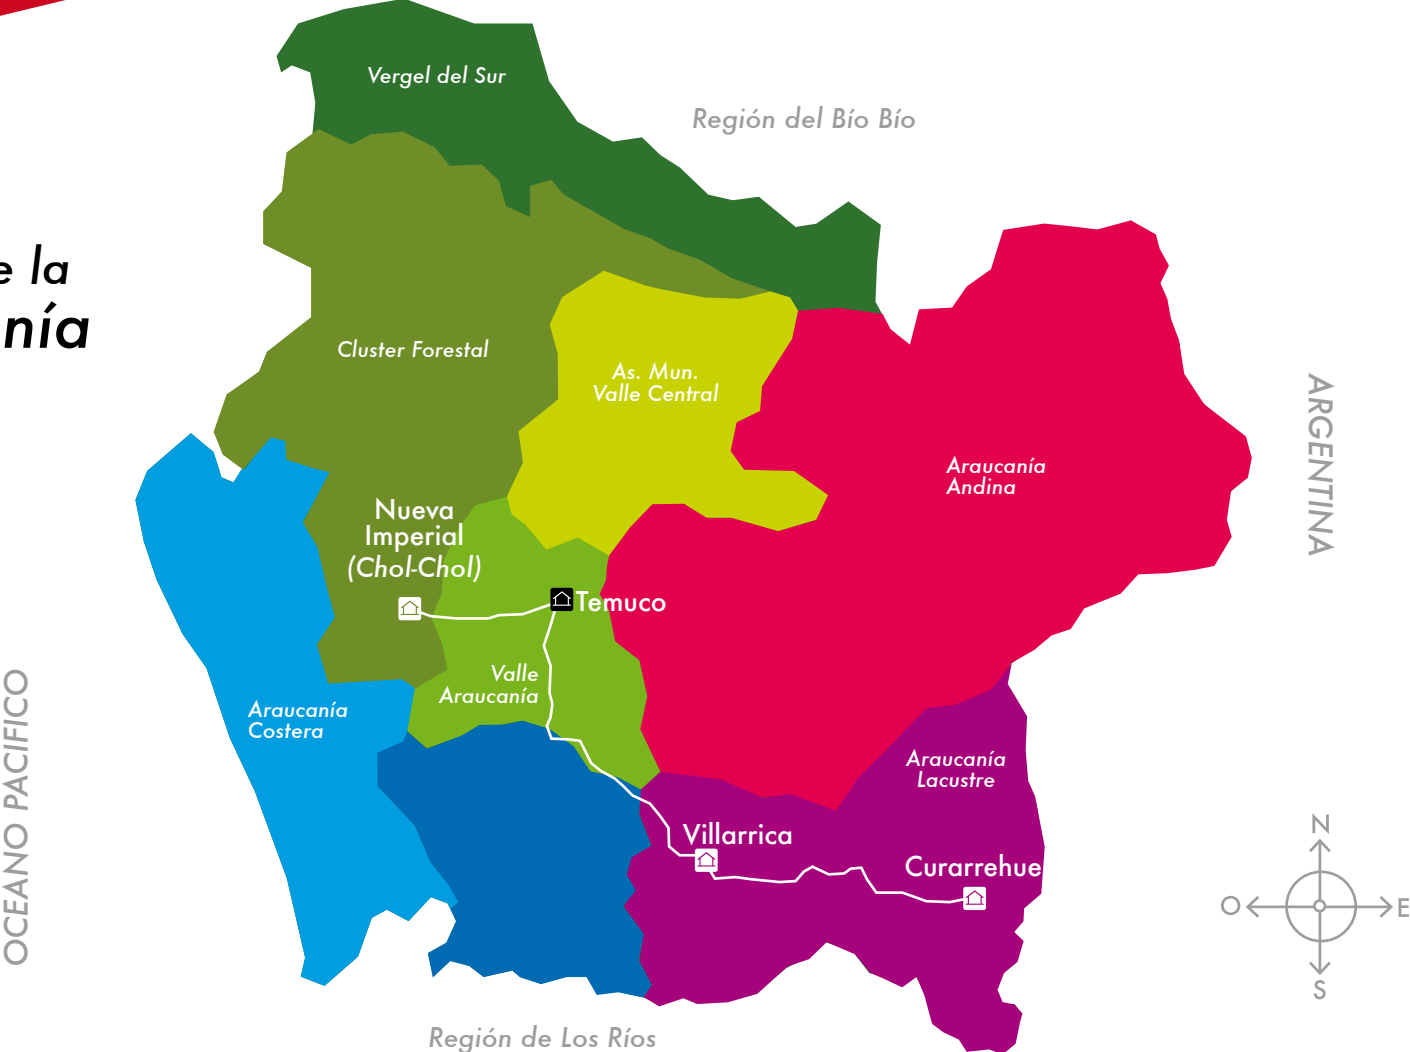 Vergel del Sur
Región del Bío Bío
e la
nía
Cluster Forestal
As. Mun.
Valle Central
ARGENTINA
Araucanía
Andina
Nueva
Imperial
(Chol-Chol)
Temuco
Valle
Araucanía
Araucanía
Costera
OCEANO PACIFICO
Araucanía
Lacustre
Villarrica
Curarrehue
N
O
E
S
Región de Los Ríos